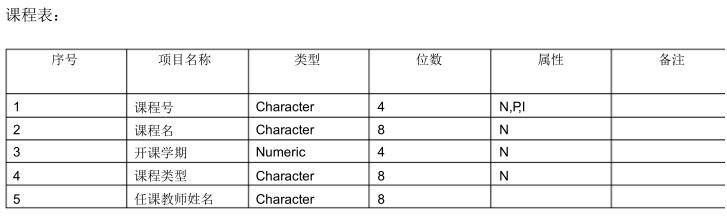 课程表：
序号 项目名称 类型 位数 属性 备注
1 课程号 Character 4 N,P,I
2 课程名 Character 8 N
3 开课学期 Numeric 4 N
4 课程类型 Character 8 N
5 任课教师姓名 Character 8